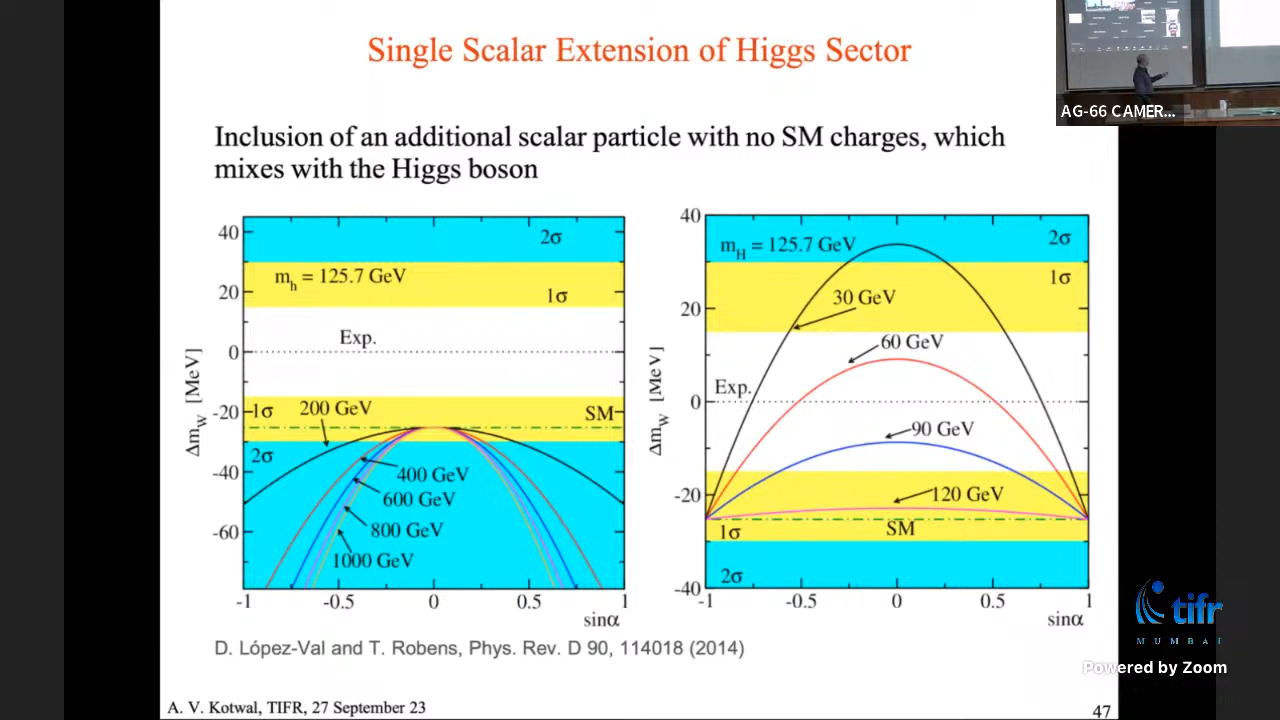 Single Scalar Extension of Higgs Sector
AG-66 CAMER...
Inclusion of an additional scalar particle with no SM charges, which
mixes with the Higgs boson
40
2σ
m_h = 125.7 GeV
1σ
20
Exp.
0
Δm_W [MeV]
-20
1σ
200 GeV
SM
2σ
-40
400 GeV
600 GeV
800 GeV
-60
1000 GeV
-1
-0.5
0
0.5
1
sinα
40
m_H = 125.7 GeV
2σ
1σ
30 GeV
20
60 GeV
Exp.
0
Δm_W [MeV]
90 GeV
-20
120 GeV
1σ
SM
2σ
-40
-1
-0.5
0
0.5
1
sinα
D. López-Val and T. Robens, Phys. Rev. D 90, 114018 (2014)
tifr
MUMBAI
Powered by Zoom
A. V. Kotwal, TIFR, 27 September 23
47